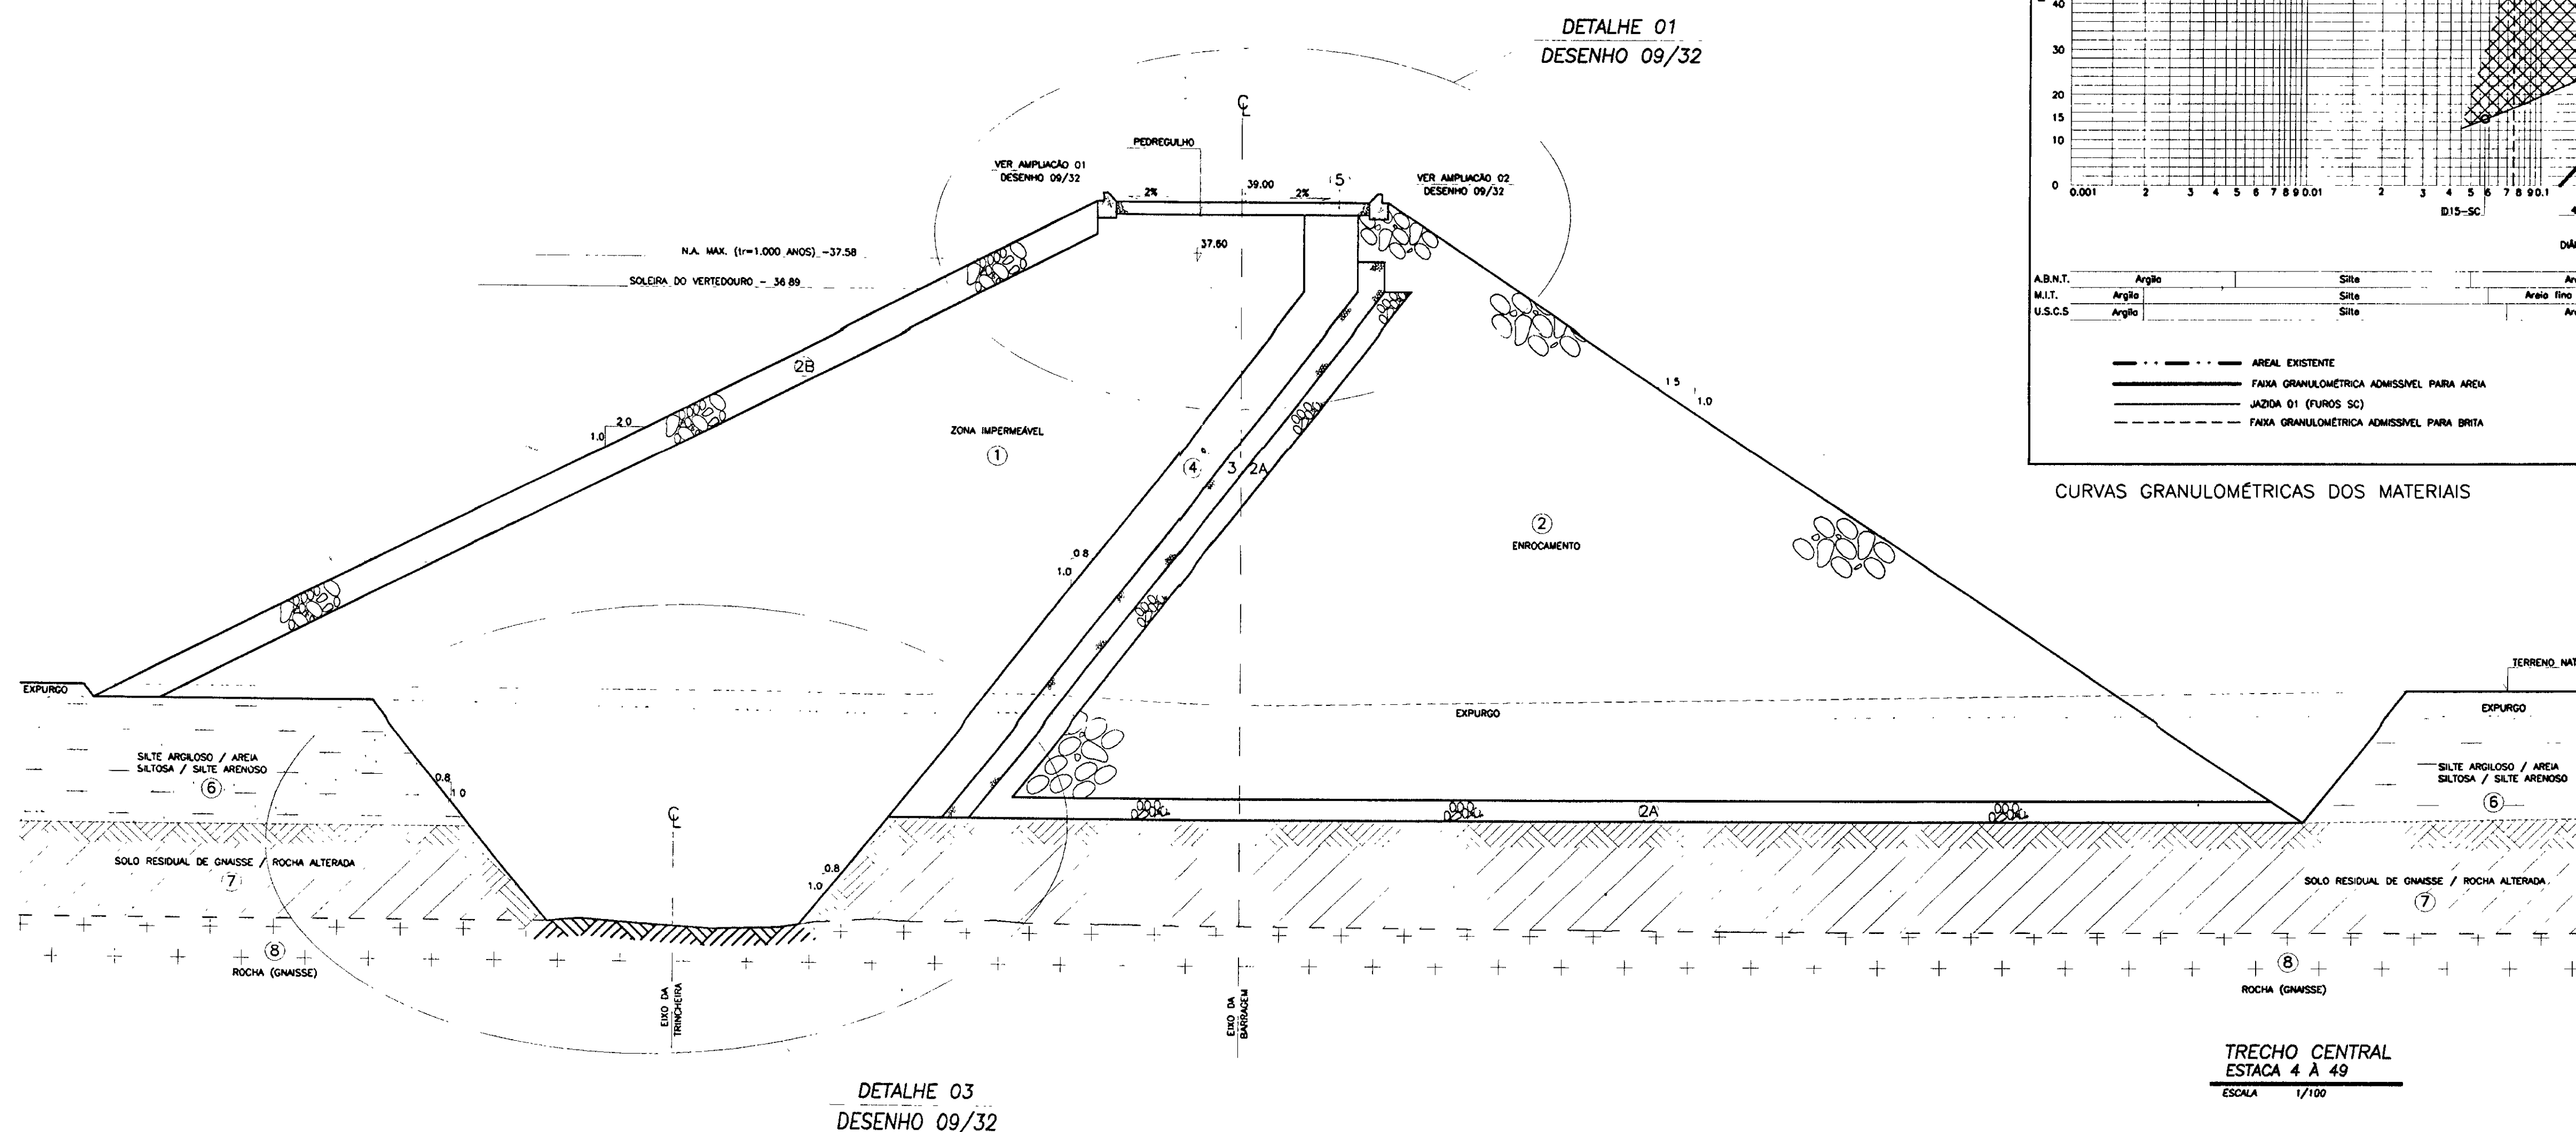 DETALHE 01
DESENHO 09/32
C
L
PEDREGULHO
VER AMPLIACÃO 01
DESENHO 09/32
VER AMPLIACÃO 02
DESENHO 09/32
2%
39.00
2%
5
37.60
N.A. MAX. (tr=1.000 ANOS) -37.58
SOLEIRA DO VERTEDOURO - 36 89
2B
2 0
1.0
1 5
1.0
ZONA IMPERMEÁVEL
1
4
3
2A
2
ENROCAMENTO
0 8
1.0
EXPURGO
EXPURGO
TERRENO NAT
EXPURGO
SILTE ARGILOSO / AREIA
SILTOSA / SILTE ARENOSO
6
0.8
1 0
SILTE ARGILOSO / AREIA
SILTOSA / SILTE ARENOSO
6
C
L
2A
SOLO RESIDUAL DE GNAISSE / ROCHA ALTERADA
7
0.8
1.0
SOLO RESIDUAL DE GNAISSE / ROCHA ALTERADA
7
8
ROCHA (GNAISSE)
8
ROCHA (GNAISSE)
EIXO DA
TRINCHEIRA
EIXO DA
BARRAGEM
DETALHE 03
DESENHO 09/32
TRECHO CENTRAL
ESTACA 4 À 49
ESCALA 1/100
40
30
20
15
10
0
0.001 2 3 4 5 6 7 8 9 0.01 2 3 4 5 6 7 8 9 0.1
D15-SC
4
DIÂ
A.B.N.T. Argila Silte Ar
M.I.T. Argila Silte Areia fina
U.S.C.S Argila Silte Ar
AREAL EXISTENTE
FAIXA GRANULOMÉTRICA ADMISSÍVEL PARA AREIA
JAZIDA 01 (FUROS SC)
FAIXA GRANULOMÉTRICA ADMISSÍVEL PARA BRITA
CURVAS GRANULOMÉTRICAS DOS MATERIAIS